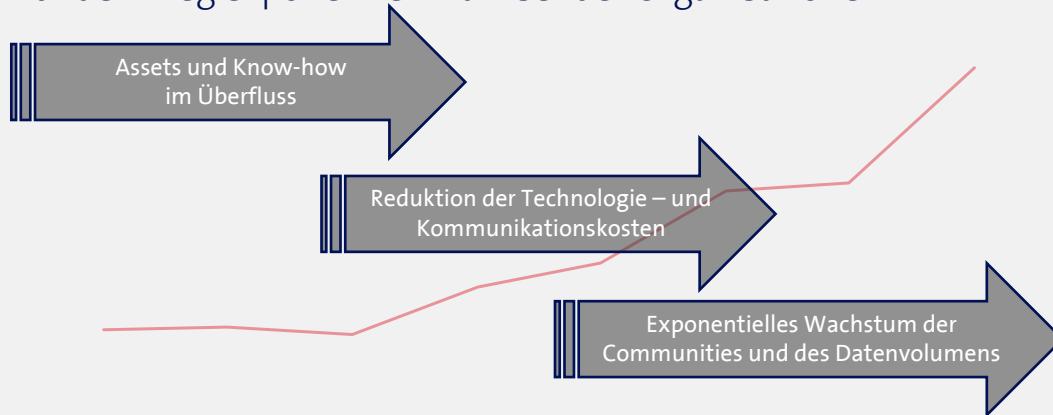 Assets und Know-how
im Überfluss
Reduktion der Technologie – und
Kommunikationskosten
Exponentielles Wachstum der
Communities und des Datenvolumens